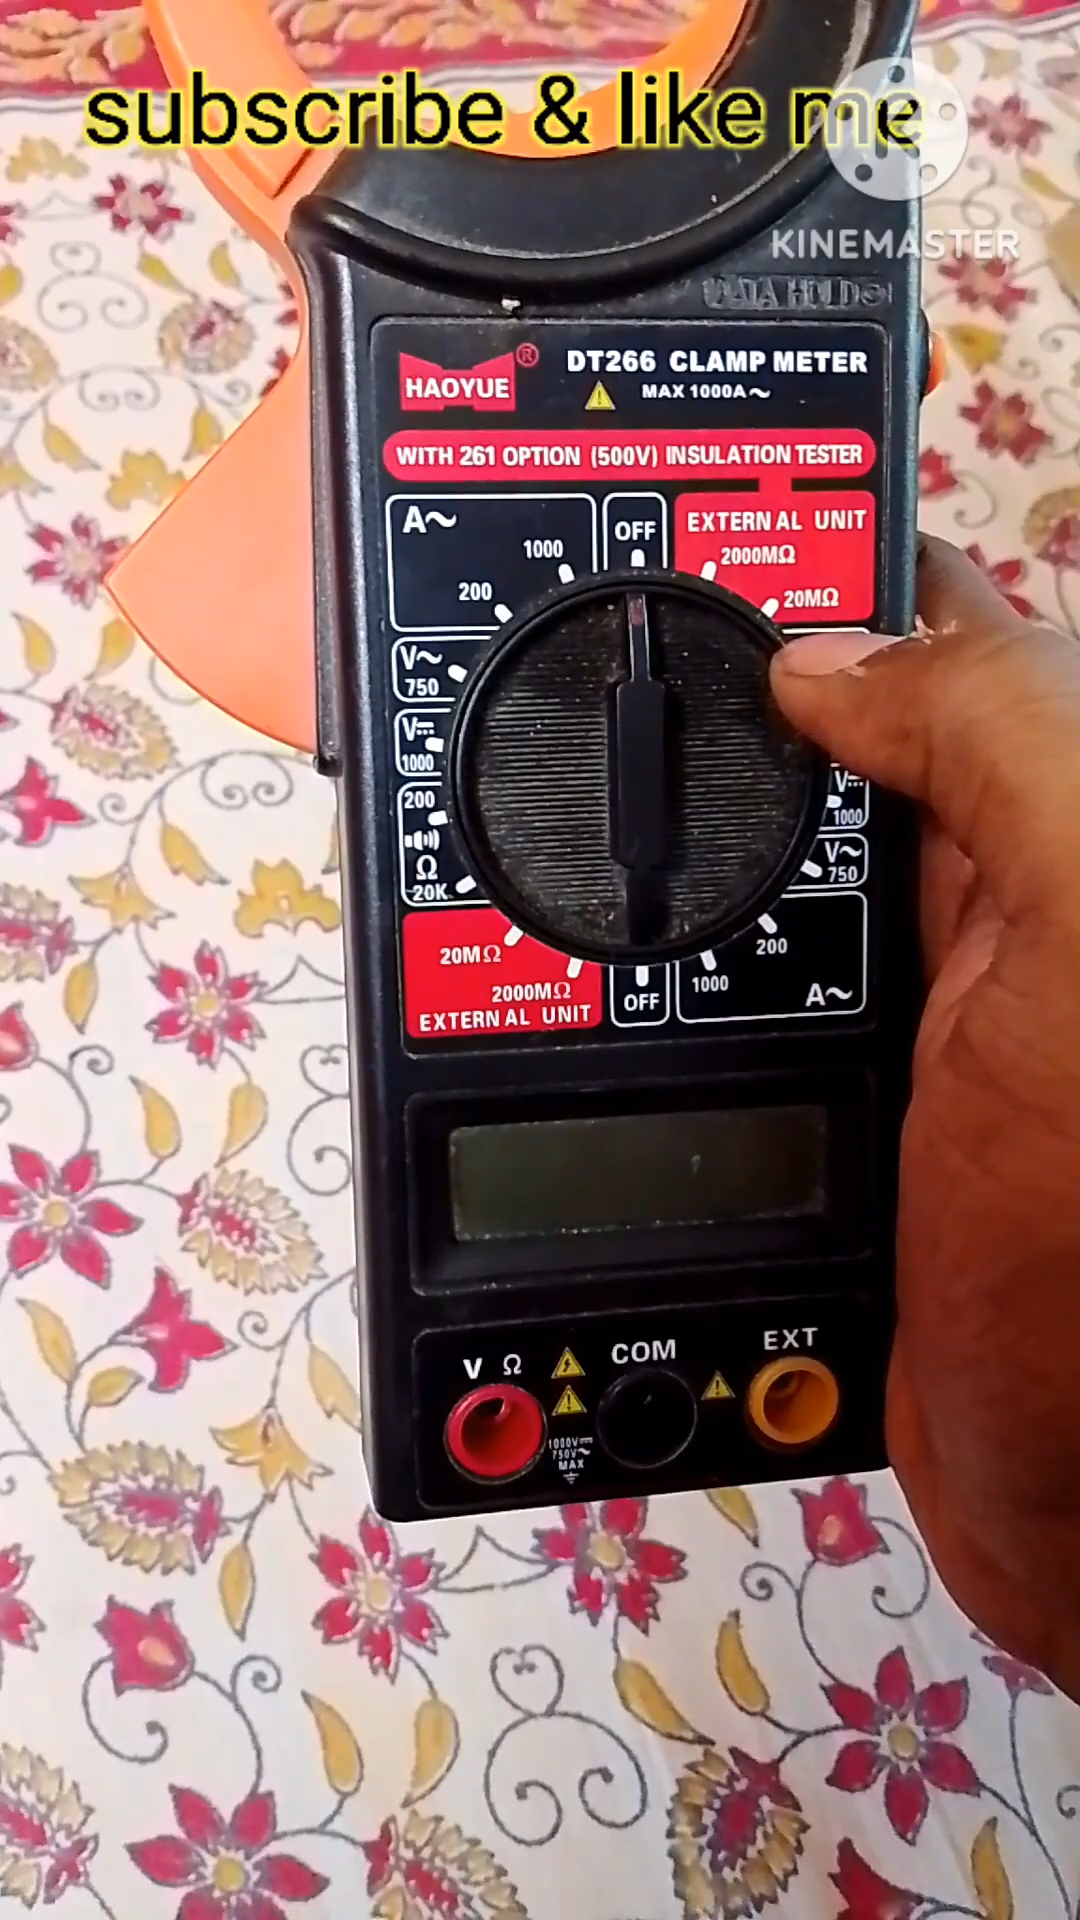 subscribe & like me
KINEMASTER
DATA HOLD
HAOYUE ®
DT266 CLAMP METER
MAX 1000A~
WITH 261 OPTION (500V) INSULATION TESTER
A~
1000
200
OFF
EXTERNAL UNIT
2000MΩ
20MΩ
V~
750
V⎓
1000
200
Ω
20K
V⎓
1000
V~
750
20MΩ
2000MΩ
EXTERNAL UNIT
OFF
200
1000
A~
V Ω
COM
EXT
1000V⎓
750V~
MAX